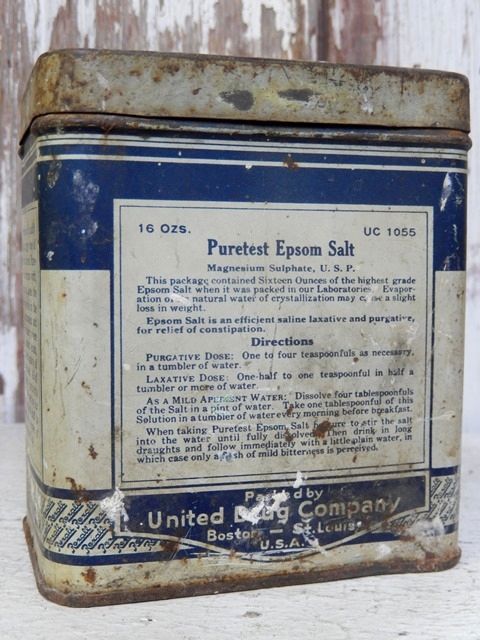 16 OZS. UC 1055
Puretest Epsom Salt
Magnesium Sulphate, U. S. P.
This package contained Sixteen Ounces of the highest grade
Epsom Salt when it was packed in our Laboratories. Evapor-
ation of natural water of crystallization may cause a slight
loss in weight.
Epsom Salt is an efficient saline laxative and purgative,
for relief of constipation.
Directions
PURGATIVE DOSE: One to four teaspoonfuls as necessary,
in a tumbler of water.
LAXATIVE DOSE: One-half to one teaspoonful in half a
tumbler or more of water.
AS A MILD APERIENT WATER: Dissolve four tablespoonfuls
of the Salt in a pint of water. Take one tablespoonful of this
Solution in a tumbler of water every morning before breakfast.
When taking Puretest Epsom Salt be sure to stir the salt
into the water until fully dissolved. Then drink in long
draughts and follow immediately with a little plain water, in
which case only a dash of mild bitterness is perceived.
Packed by
United Drug Company
Boston — St. Louis
U.S.A.